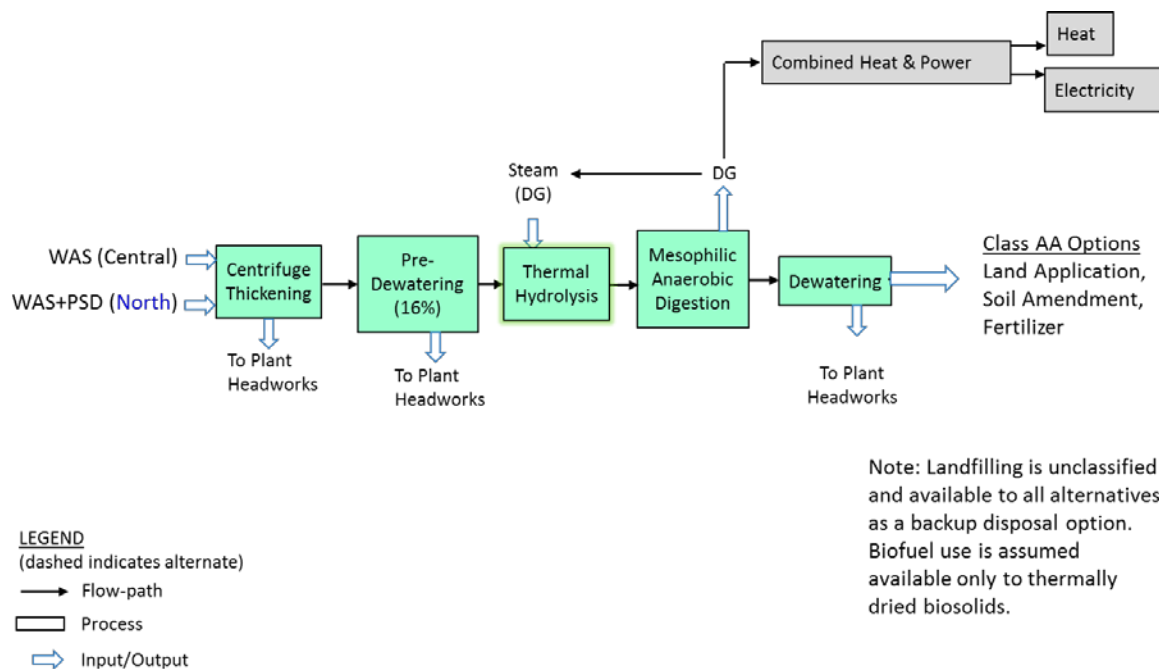 Heat
Combined Heat & Power
Electricity
Steam
(DG)
DG
WAS (Central)
WAS+PSD (North)
Centrifuge
Thickening
Pre-
Dewatering
(16%)
Thermal
Hydrolysis
Mesophilic
Anaerobic
Digestion
Dewatering
Class AA Options
Land Application,
Soil Amendment,
Fertilizer
To Plant
Headworks
To Plant
Headworks
To Plant
Headworks
Note: Landfilling is unclassified
and available to all alternatives
as a backup disposal option.
Biofuel use is assumed
available only to thermally
dried biosolids.
LEGEND
(dashed indicates alternate)
Flow-path
Process
Input/Output